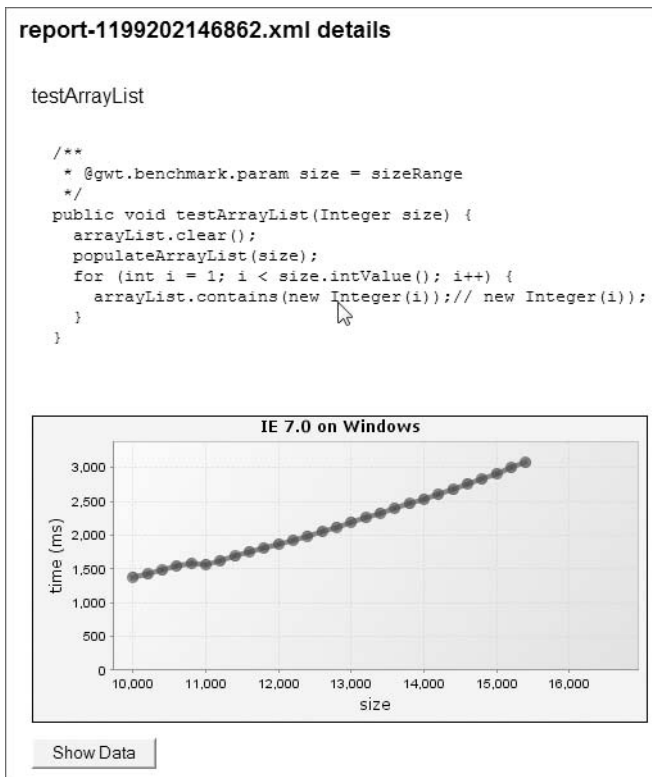 report-1199202146862.xml details
testArrayList
/**
 * @gwt.benchmark.param size = sizeRange
 */
public void testArrayList(Integer size) {
  arrayList.clear();
  populateArrayList(size);
  for (int i = 1; i < size.intValue(); i++) {
    arrayList.contains(new Integer(i));// new Integer(i));
  }
}
IE 7.0 on Windows
3,000
2,500
2,000
1,500
1,000
500
0
time (ms)
10,000 11,000 12,000 13,000 14,000 15,000 16,000
size
Show Data